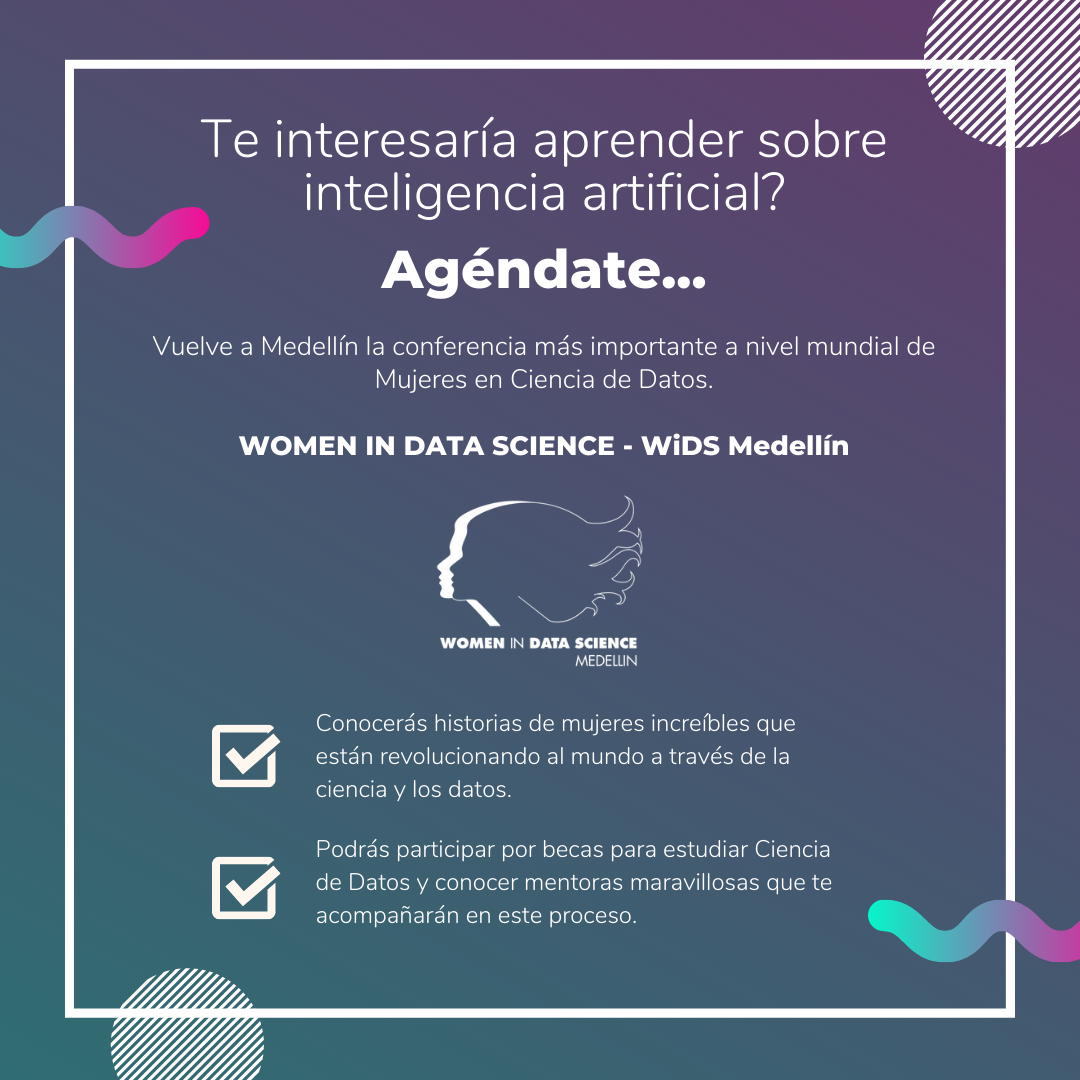 Te interesaría aprender sobre
inteligencia artificial?
Agéndate...
Vuelve a Medellín la conferencia más importante a nivel mundial de
Mujeres en Ciencia de Datos.
WOMEN IN DATA SCIENCE - WiDS Medellín
WOMEN IN DATA SCIENCE
MEDELLIN
Conocerás historias de mujeres increíbles que
están revolucionando al mundo a través de la
ciencia y los datos.
Podrás participar por becas para estudiar Ciencia
de Datos y conocer mentoras maravillosas que te
acompañarán en este proceso.